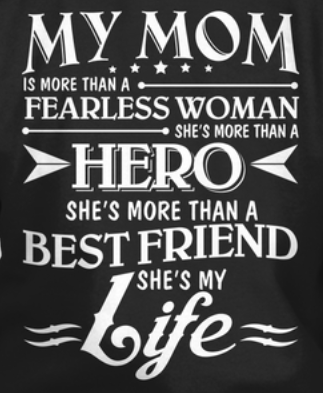 MY MOM
IS MORE THAN A
FEARLESS WOMAN
SHE'S MORE THAN A
HERO
SHE'S MORE THAN A
BEST FRIEND
SHE'S MY
Life